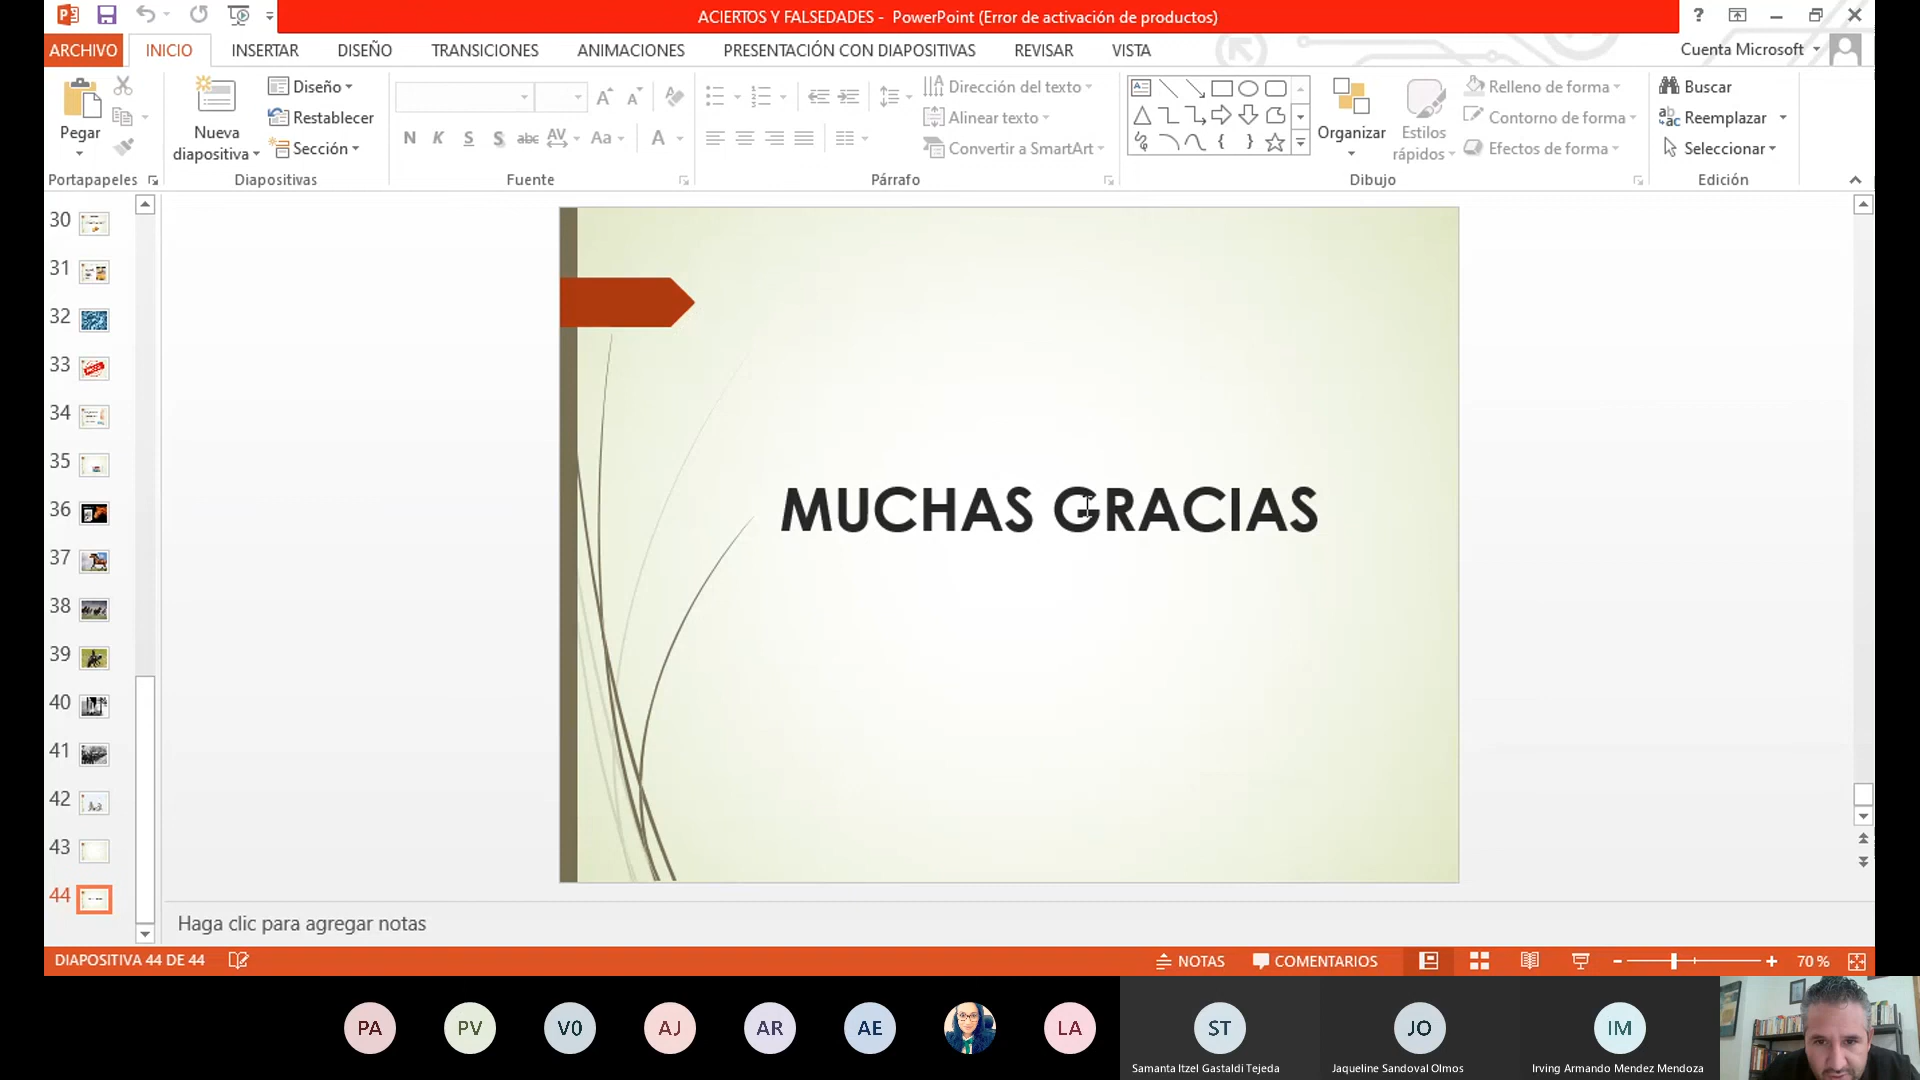 ACIERTOS Y FALSEDADES - PowerPoint (Error de activación de productos)
?
ARCHIVO INICIO INSERTAR DISEÑO TRANSICIONES ANIMACIONES PRESENTACIÓN CON DIAPOSITIVAS REVISAR VISTA Cuenta Microsoft
Pegar
Nueva diapositiva
Diseño
Restablecer
Sección
N K S S abc AV Aa A
Dirección del texto
Alinear texto
Convertir a SmartArt
Organizar
Estilos rápidos
Relleno de forma
Contorno de forma
Efectos de forma
Buscar
Reemplazar
Seleccionar
Portapapeles Diapositivas Fuente Párrafo Dibujo Edición
30
31
32
33
34
35
36
37
38
39
40
41
42
43
44
MUCHAS GRACIAS
Haga clic para agregar notas
DIAPOSITIVA 44 DE 44 NOTAS COMENTARIOS 70 %
PA PV V0 AJ AR AE LA ST JO IM
Samanta Itzel Gastaldi Tejeda Jaqueline Sandoval Olmos Irving Armando Mendez Mendoza